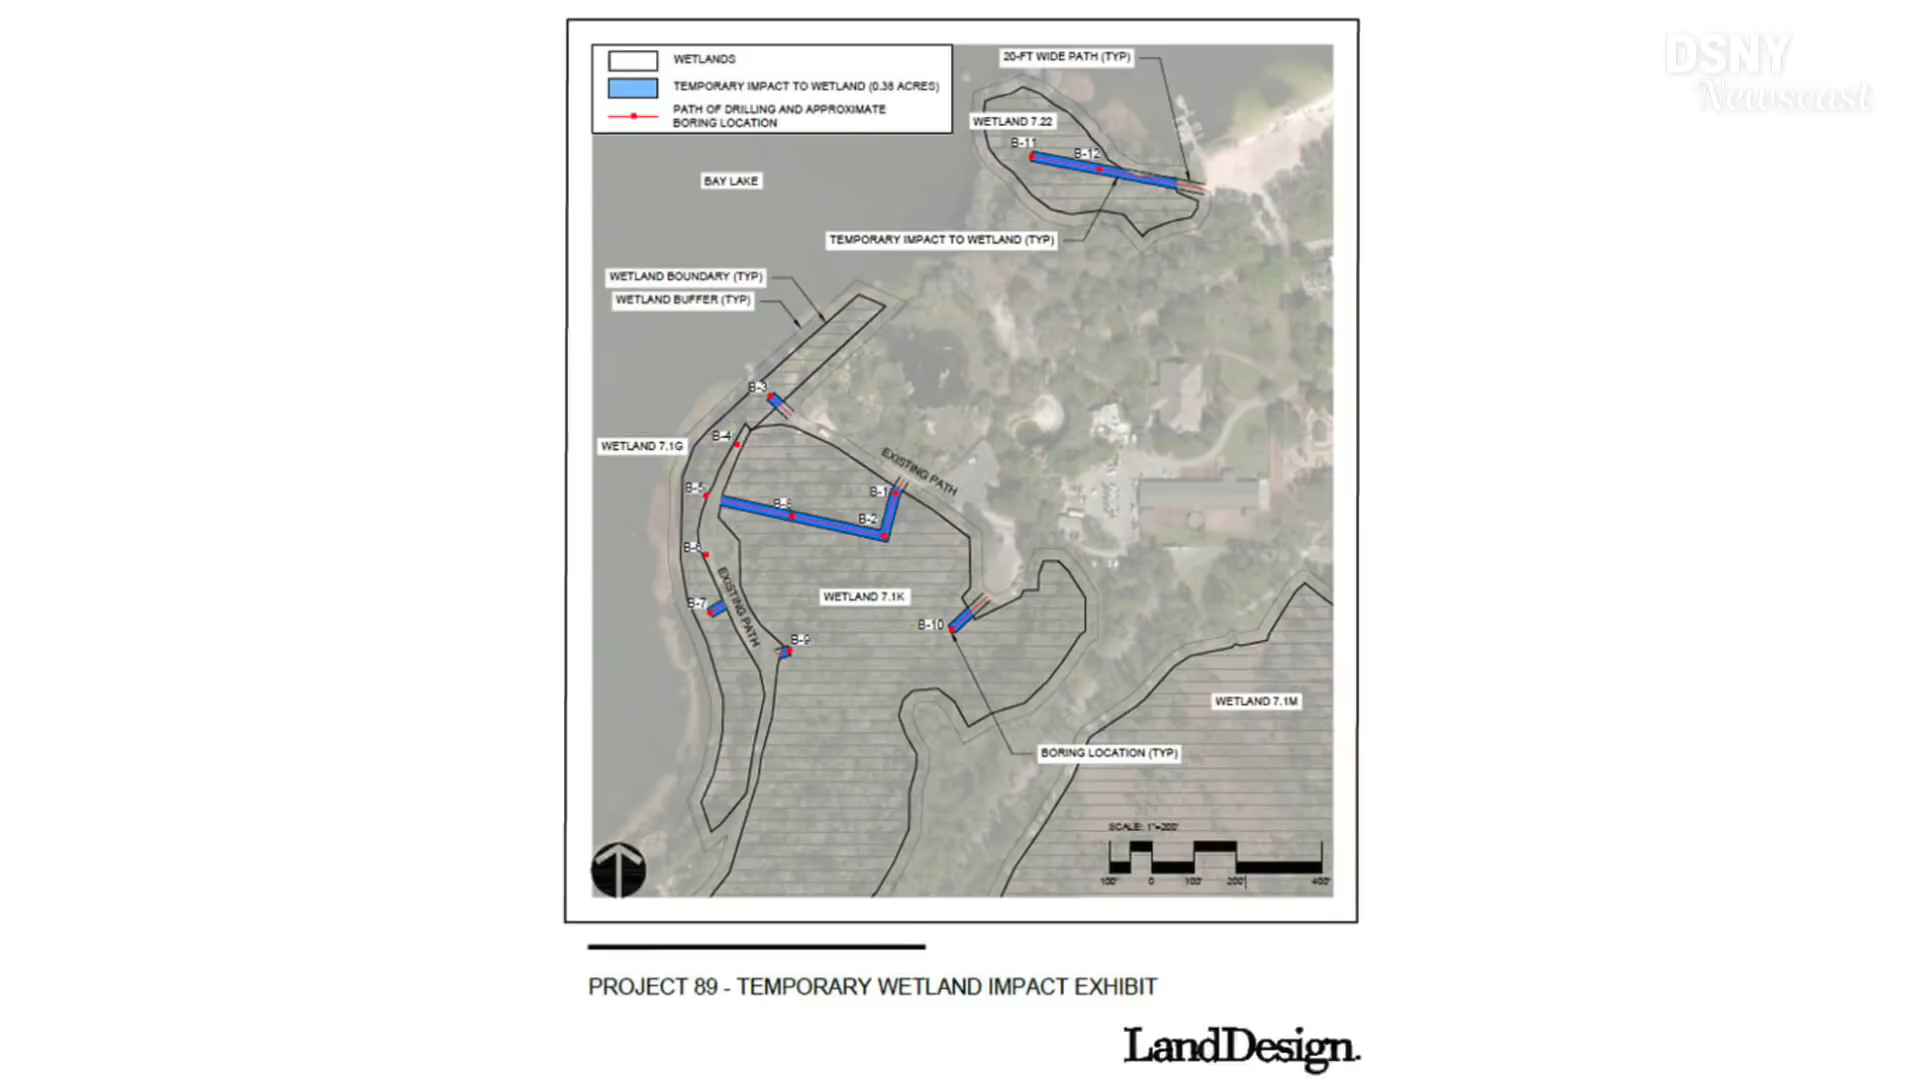 DSNY
Newscast
WETLANDS
TEMPORARY IMPACT TO WETLAND (0.38 ACRES)
PATH OF DRILLING AND APPROXIMATE
BORING LOCATION
20-FT WIDE PATH (TYP)
WETLAND 7.22
B-11
B-12
BAY LAKE
TEMPORARY IMPACT TO WETLAND (TYP)
WETLAND BOUNDARY (TYP)
WETLAND BUFFER (TYP)
B-3
B-4
WETLAND 7.1G
EXISTING PATH
B-5
B-1
B-8
B-2
B-6
EXISTING PATH
B-7
WETLAND 7.1K
B-10
B-9
WETLAND 7.1M
BORING LOCATION (TYP)
SCALE: 1"=200'
100' 0 100' 200' 400'
PROJECT 89 - TEMPORARY WETLAND IMPACT EXHIBIT
LandDesign.